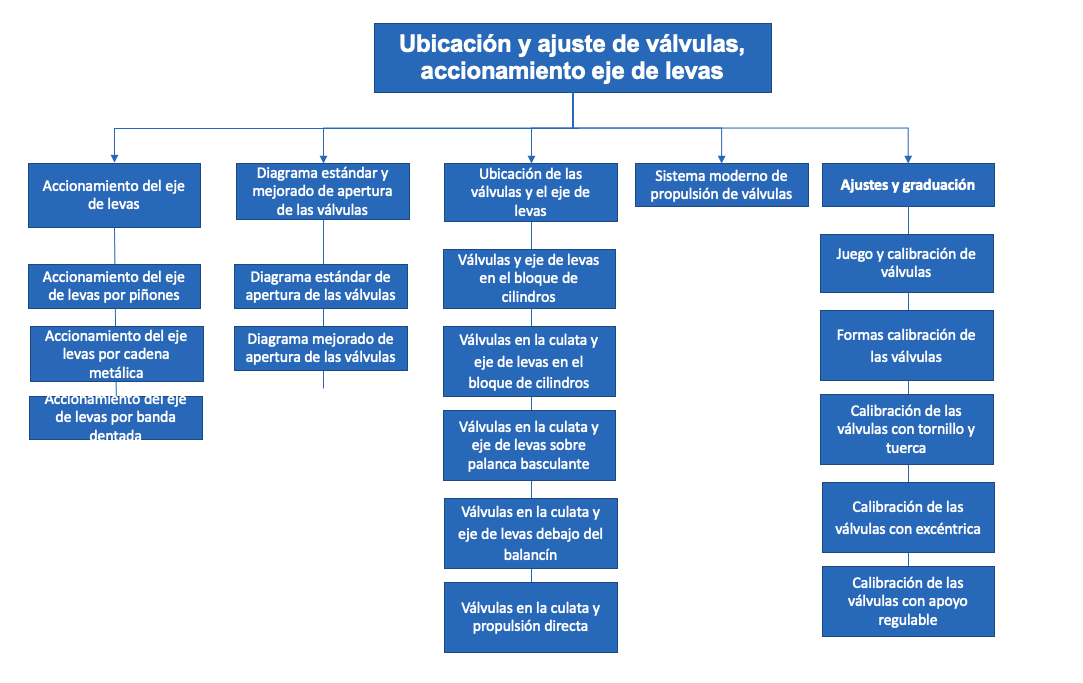 Ubicación y ajuste de válvulas,
accionamiento eje de levas
Accionamiento del eje
de levas
Accionamiento del eje
de levas por piñones
Accionamiento del eje
levas por cadena
metálica
Accionamiento del eje
de levas por banda
dentada
Diagrama estándar y
mejorado de apertura
de las válvulas
Diagrama estándar de
apertura de las válvulas
Diagrama mejorado de
apertura de las válvulas
Ubicación de las
válvulas y el eje de
levas
Válvulas y eje de levas
en el bloque de
cilindros
Válvulas en la culata y
eje de levas en el
bloque de cilindros
Válvulas en la culata y
eje de levas sobre
palanca basculante
Válvulas en la culata y
eje de levas debajo del
balancín
Válvulas en la culata y
propulsión directa
Sistema moderno de
propulsión de válvulas
Ajustes y graduación
Juego y calibración de
válvulas
Formas calibración de
las válvulas
Calibración de las
válvulas con tornillo y
tuerca
Calibración de las
válvulas con excéntrica
Calibración de las
válvulas con apoyo
regulable